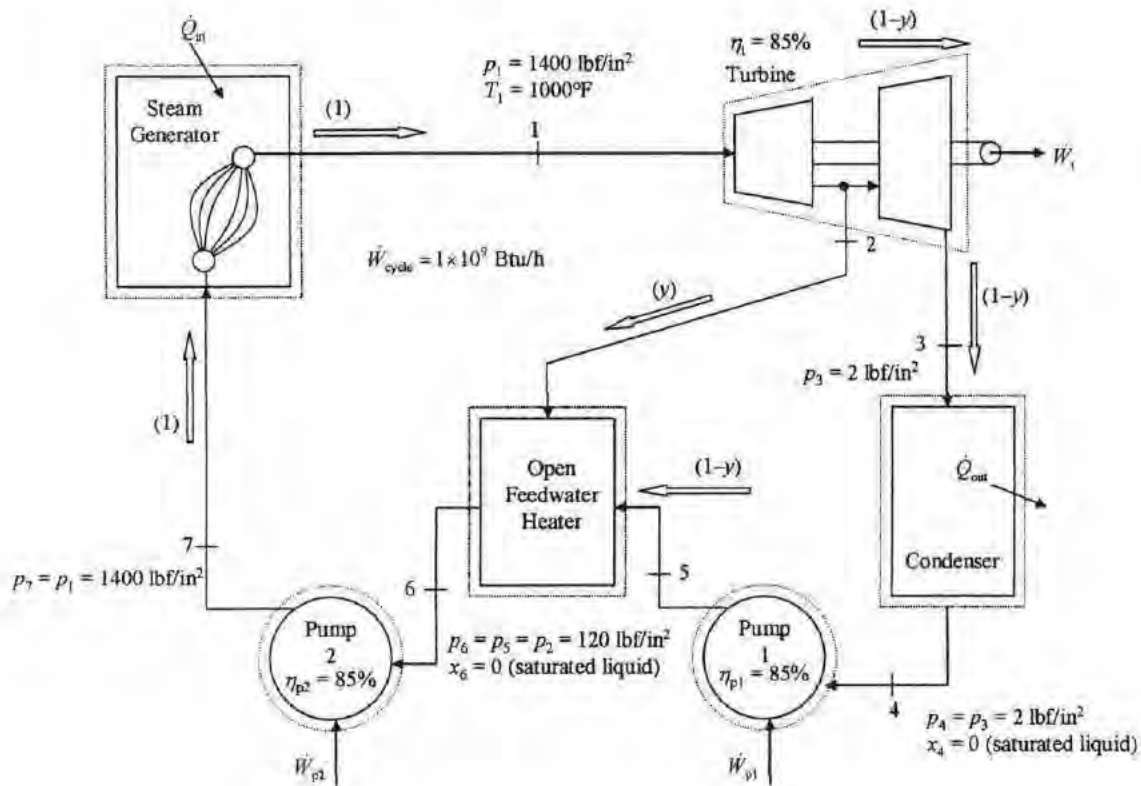 Q̇in
Steam
Generator
(1)
p1 = 1400 lbf/in²
T1 = 1000°F
1
ηt = 85%
Turbine
(1–y)
Ẇt
2
Ẇcycle = 1×10⁹ Btu/h
(y)
(1–y)
3
p3 = 2 lbf/in²
(1)
Open
Feedwater
Heater
(1–y)
Q̇out
Condenser
7
p7 = p1 = 1400 lbf/in²
6
5
Pump
2
ηp2 = 85%
p6 = p5 = p2 = 120 lbf/in²
x6 = 0 (saturated liquid)
Pump
1
ηp1 = 85%
4
p4 = p3 = 2 lbf/in²
x4 = 0 (saturated liquid)
Ẇp2
Ẇp1